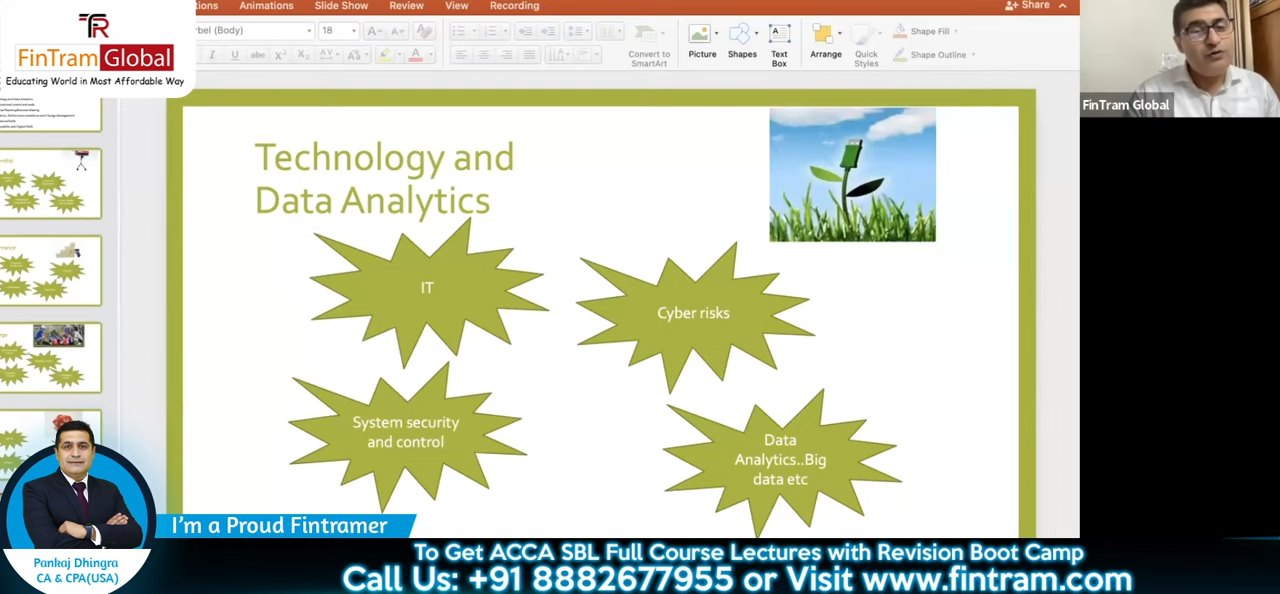 FR
FinTram Global
Educating World in Most Affordable Way
Animations
Slide Show
Review
View
Recording
Share
(Body)
18
Convert to
SmartArt
Picture
Shapes
Text
Box
Arrange
Quick
Styles
Shape Fill
Shape Outline
FinTram Global
Technology and
Data Analytics
IT
Cyber risks
System security
and control
Data
Analytics..Big
data etc
I'm a Proud Fintramer
Pankaj Dhingra
CA & CPA(USA)
To Get ACCA SBL Full Course Lectures with Revision Boot Camp
Call Us: +91 8882677955 or Visit www.fintram.com